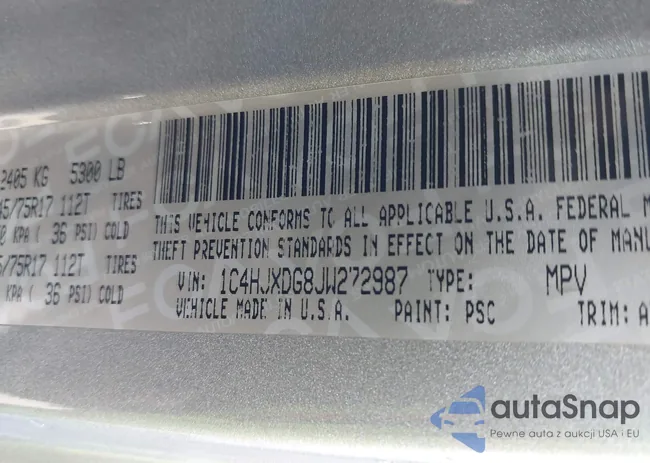 2405 KG 5300 LB
5/75R17 112T TIRES
KPA ( 36 PSI) COLD
/75R17 112T TIRES
KPA ( 36 PSI) COLD
THIS VEHICLE CONFORMS TO ALL APPLICABLE U.S.A. FEDERAL M
THEFT PREVENTION STANDARDS IN EFFECT ON THE DATE OF MANU
VIN: 1C4HJXDG8JW272987 TYPE: MPV
VEHICLE MADE IN U.S.A. PAINT: PSC TRIM: A
autaSnap
Pewne auta z aukcji USA i EU